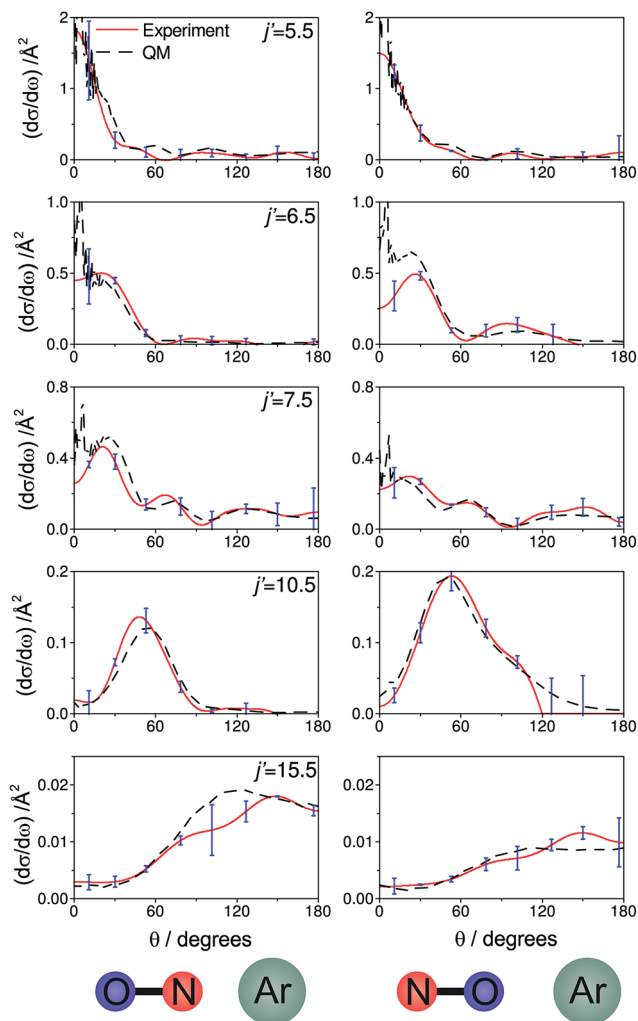 Experiment
QM
j'=5.5
2
1
0
(dσ/dω) /Å²
0 60 120 180
2
1
0
0 60 120 180
j'=6.5
1.0
0.5
0.0
(dσ/dω) /Å²
0 60 120 180
1.0
0.5
0.0
0 60 120 180
j'=7.5
0.8
0.4
0.0
(dσ/dω) /Å²
0 60 120 180
0.8
0.4
0.0
0 60 120 180
j'=10.5
0.2
0.1
0.0
(dσ/dω) /Å²
0 60 120 180
0.2
0.1
0.0
0 60 120 180
j'=15.5
0.02
0.01
0.00
(dσ/dω) /Å²
0 60 120 180
0.02
0.01
0.00
0 60 120 180
θ / degrees
θ / degrees
O N Ar
N O Ar